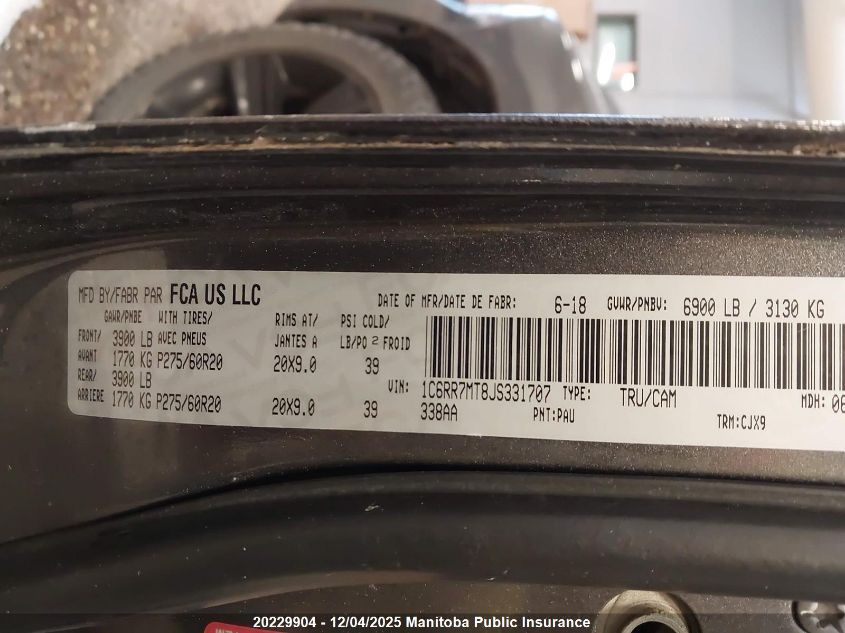 MFD BY/FABR PAR FCA US LLC
DATE OF MFR/DATE DE FABR: 6-18 GVWR/PNBV: 6900 LB / 3130 KG
GAWR/PNBE WITH TIRES/ RIMS AT/ PSI COLD/
FRONT/ 3900 LB AVEC PNEUS JANTES A LB/PO² FROID
AVANT 1770 KG P275/60R20 20X9.0 39
REAR/ 3900 LB
ARRIERE 1770 KG P275/60R20 20X9.0 39
VIN: 1C6RR7MT8JS331707 TYPE: TRU/CAM MDH: 06
338AA PNT:PAU TRM:CJX9
20229904 - 12/04/2025 Manitoba Public Insurance